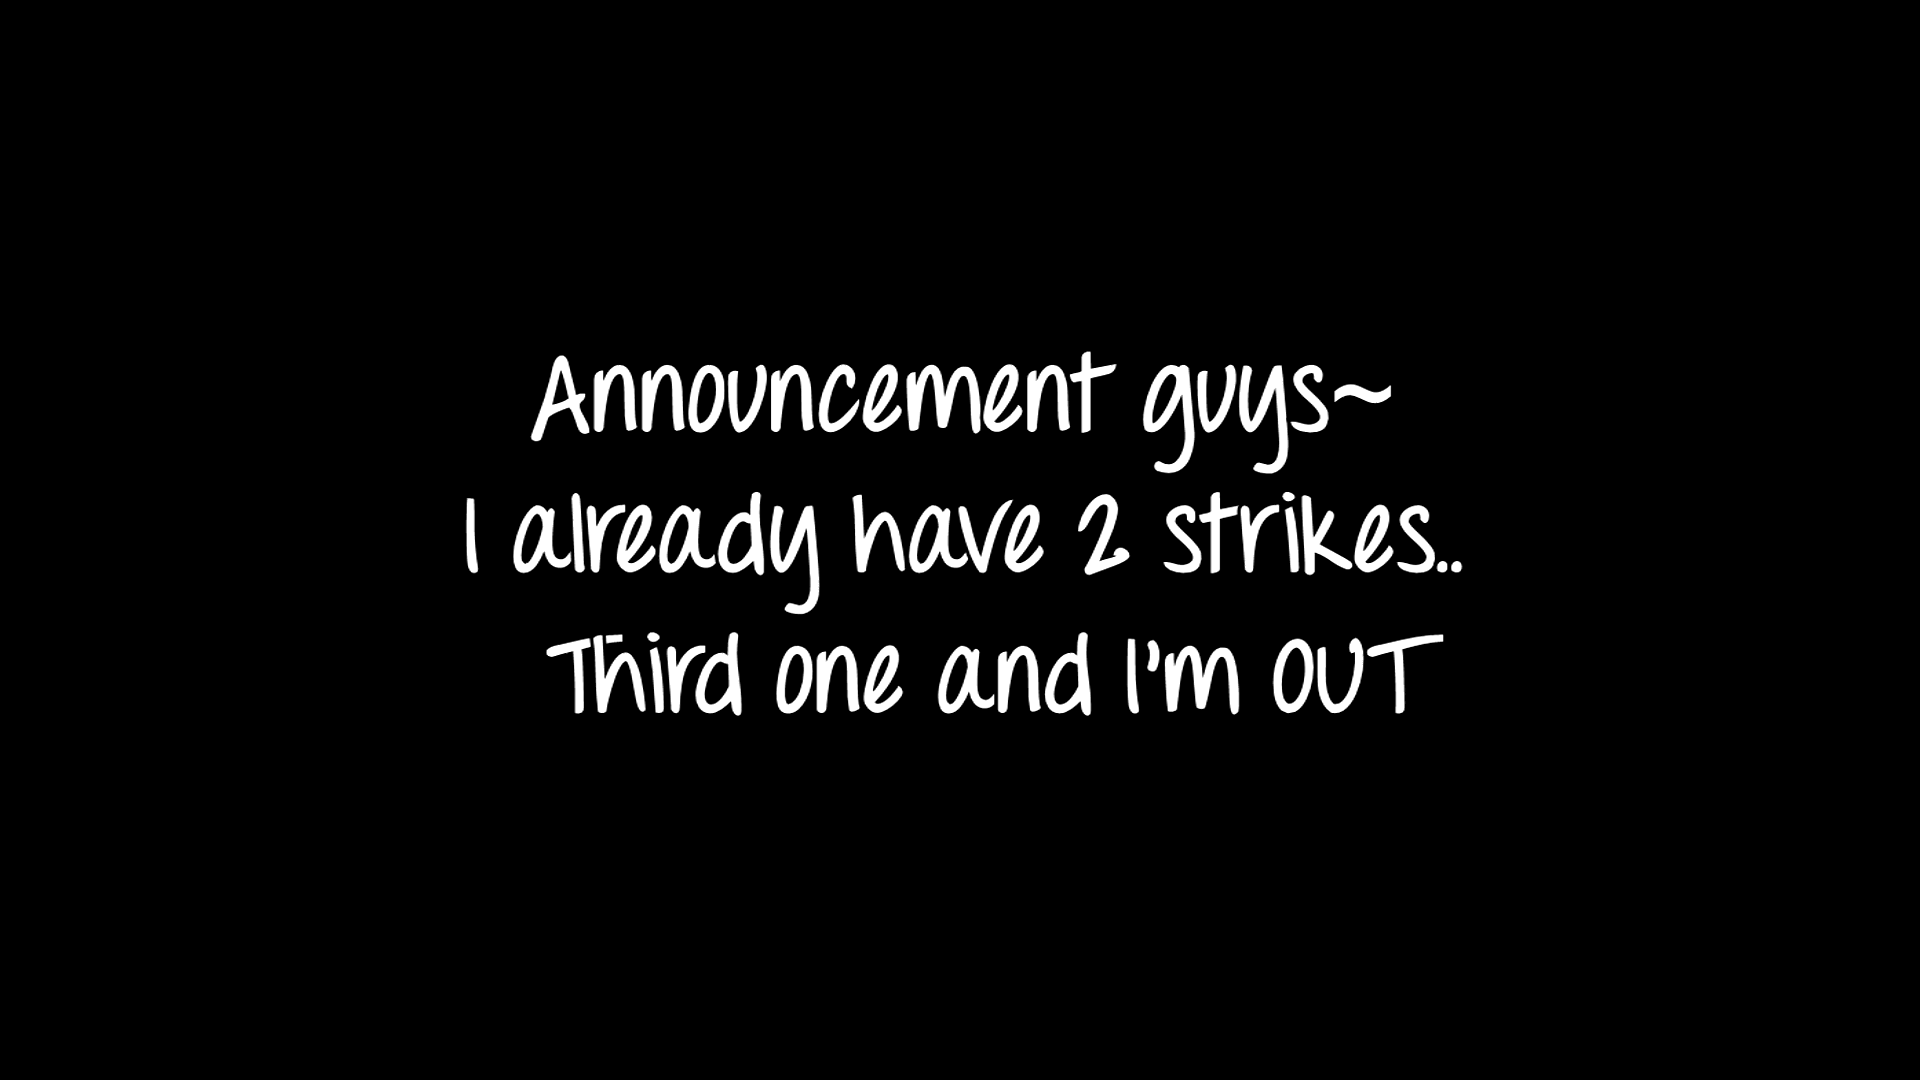 Announcement guys~
I already have 2 strikes..
Third one and I'm OUT